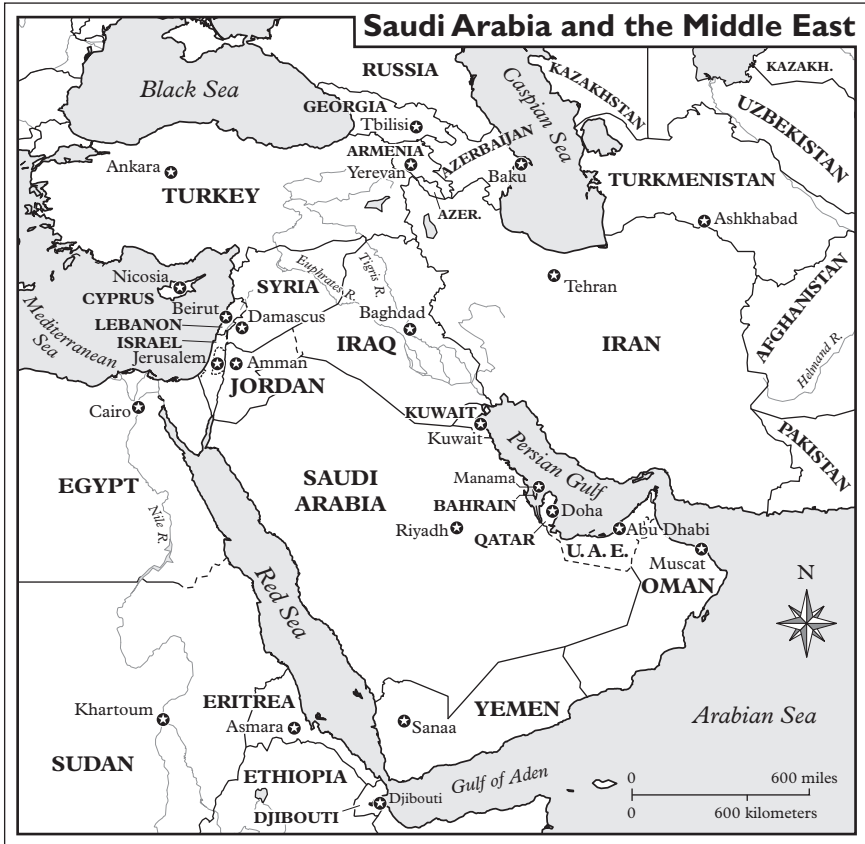 Saudi Arabia and the Middle East
RUSSIA
KAZAKHSTAN
KAZAKH.
Black Sea
Caspian Sea
UZBEKISTAN
GEORGIA
Tbilisi
ARMENIA
Yerevan
AZERBAIJAN
Baku
AZER.
Ankara
TURKEY
TURKMENISTAN
Ashkhabad
Nicosia
CYPRUS
SYRIA
Euphrates R.
Tigris R.
Tehran
AFGHANISTAN
Beirut
LEBANON
Damascus
Baghdad
ISRAEL
IRAQ
IRAN
Helmand R.
Mediterranean
Sea
Jerusalem
Amman
JORDAN
Cairo
KUWAIT
Kuwait
PAKISTAN
EGYPT
Nile R.
SAUDI
ARABIA
Persian Gulf
Manama
BAHRAIN
Doha
Riyadh
QATAR
Abu Dhabi
U. A. E.
Muscat
OMAN
N
Red Sea
Khartoum
ERITREA
Asmara
Sanaa
YEMEN
Arabian Sea
SUDAN
ETHIOPIA
Gulf of Aden
DJIBOUTI
Djibouti
0 600 miles
0 600 kilometers